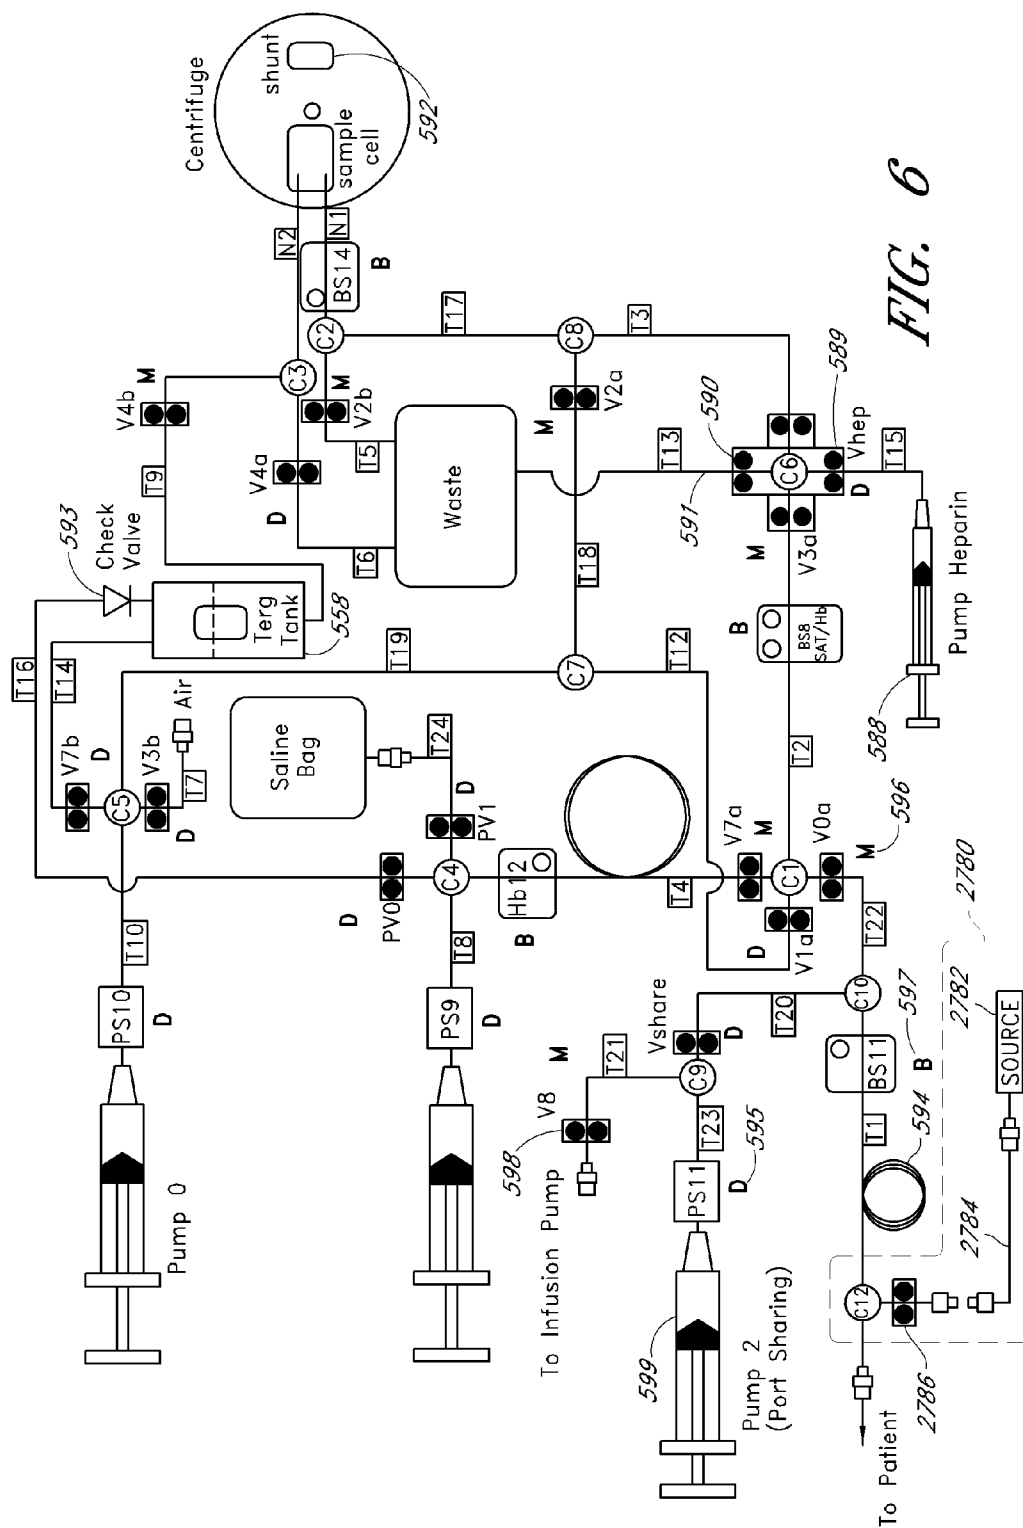 Centrifuge
shunt
592
sample
cell
N2
N1
BS14
B
C2
C3
M
V4b
M
V2b
T17
C8
T3
T5
V4a
D
T9
593
Check
Valve
Terg
Tank
558
T6
Waste
V2a
M
T13
590
589
591
C6
Vhep
D
T15
M
V3a
T18
C7
T19
T12
B
BS8
SAT/Hb
Pump Heparin
588
T2
T16
T14
V7b
D
Air
V3b
T7
D
C5
Saline
Bag
T24
D
PV1
C4
PV0
D
Hb12
B
T4
V7a
M
C1
V0a
M
596
V1a
D
T22
C10
T20
Vshare
D
C9
M
T21
V8
598
T23
To Infusion Pump
T10
PS10
D
Pump 0
T8
PS9
D
PS11
D
595
599
Pump 2
(Port Sharing)
BS11
B
597
594
T1
2780
2782
SOURCE
2784
C12
2786
To Patient
FIG. 6